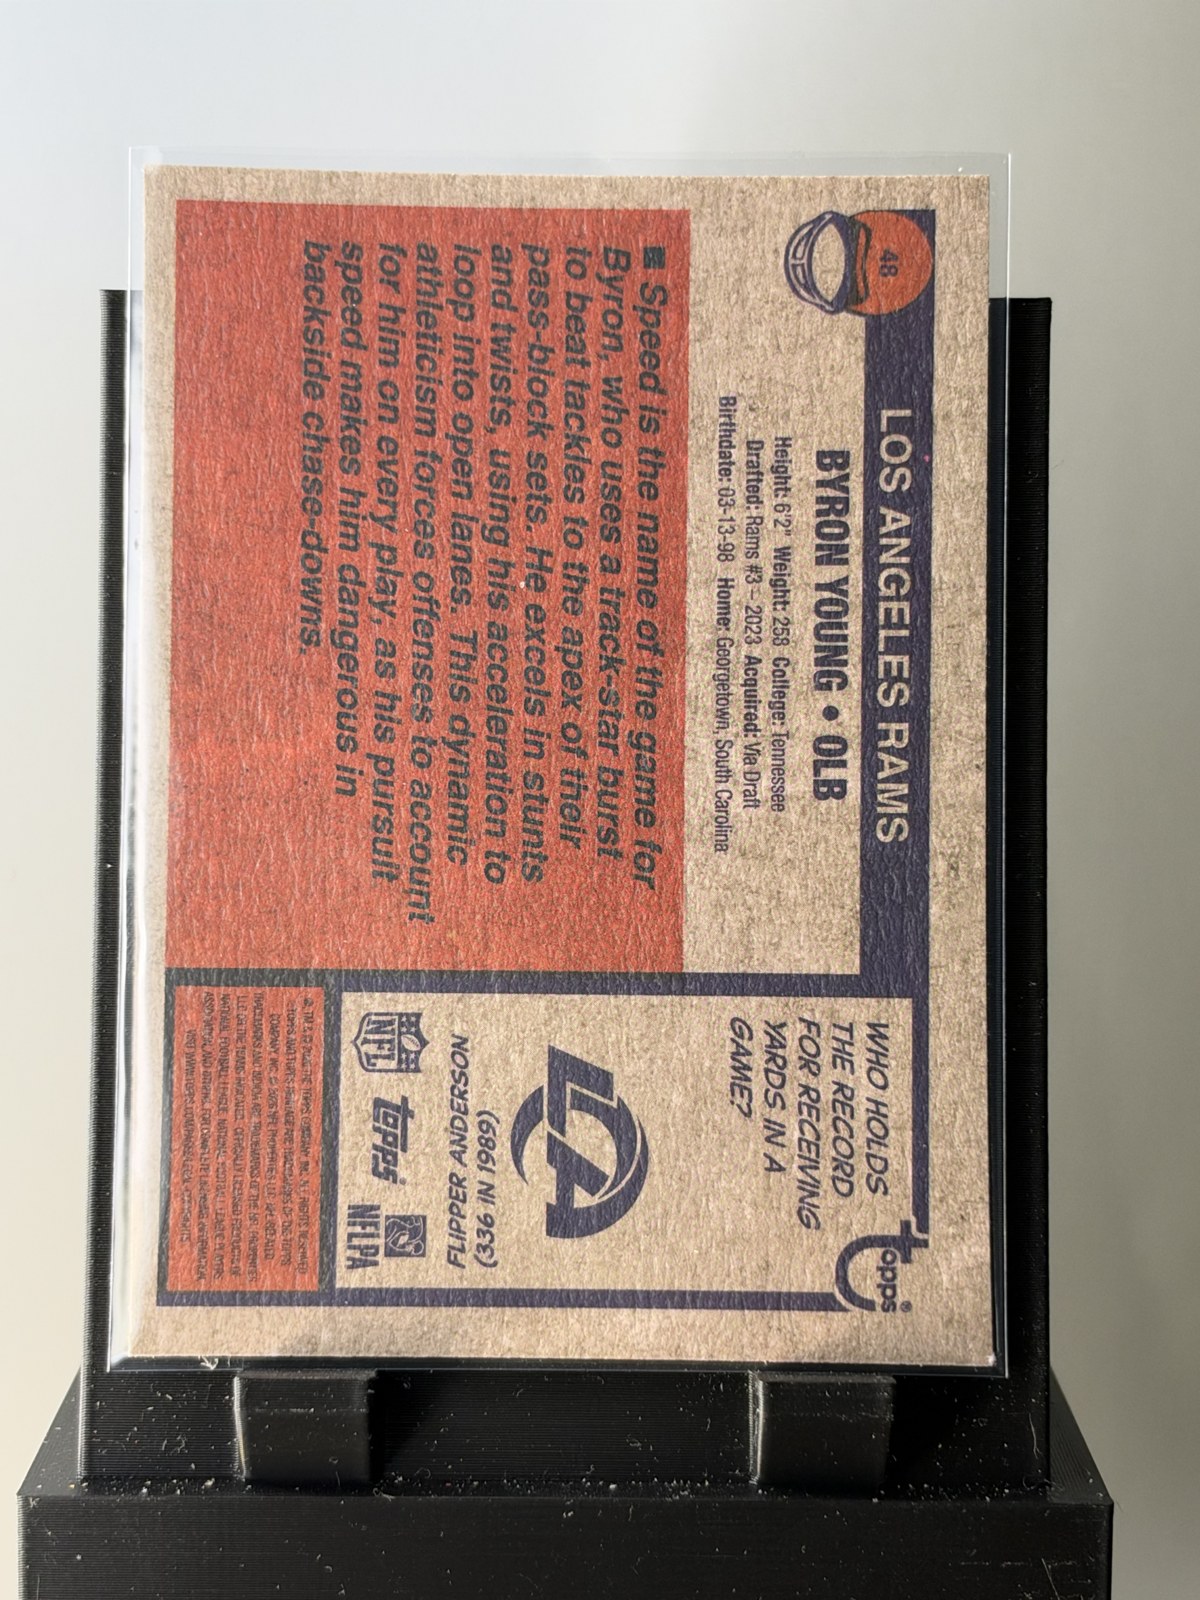 48
LOS ANGELES RAMS
BYRON YOUNG • OLB
Height: 6'2" Weight: 258 College: Tennessee
Drafted: Rams #3 – 2023 Acquired: Via Draft
Birthdate: 03-13-98 Home: Georgetown, South Carolina
■ Speed is the name of the game for
Byron, who uses a track-star burst
to beat tackles to the apex of their
pass-block sets. He excels in stunts
and twists, using his acceleration to
loop into open lanes. This dynamic
athleticism forces offenses to account
for him on every play, as his pursuit
speed makes him dangerous in
backside chase-downs.
topps®
WHO HOLDS
THE RECORD
FOR RECEIVING
YARDS IN A
GAME?
LA
FLIPPER ANDERSON
(336 IN 1989)
NFL
topps
NFLPA